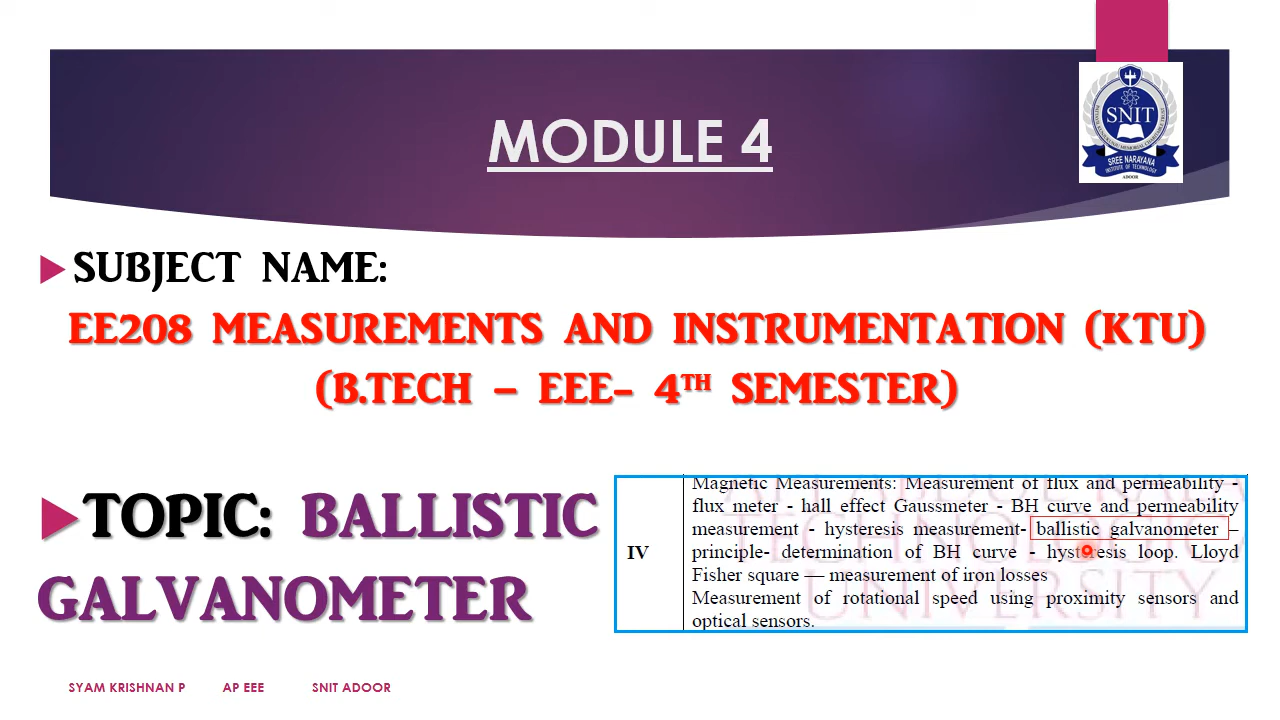 MODULE 4
SNIT
SREE NARAYANA
INSTITUTE OF TECHNOLOGY
ADOOR
SUBJECT NAME:
EE208 MEASUREMENTS AND INSTRUMENTATION (KTU)
(B.TECH – EEE– 4TH SEMESTER)
TOPIC: BALLISTIC
GALVANOMETER
IV
Magnetic Measurements: Measurement of flux and permeability -
flux meter - hall effect Gaussmeter - BH curve and permeability
measurement - hysteresis measurement- ballistic galvanometer –
principle- determination of BH curve - hysteresis loop. Lloyd
Fisher square — measurement of iron losses
Measurement of rotational speed using proximity sensors and
optical sensors.
UNIVERSITY
SYAM KRISHNAN P AP EEE SNIT ADOOR